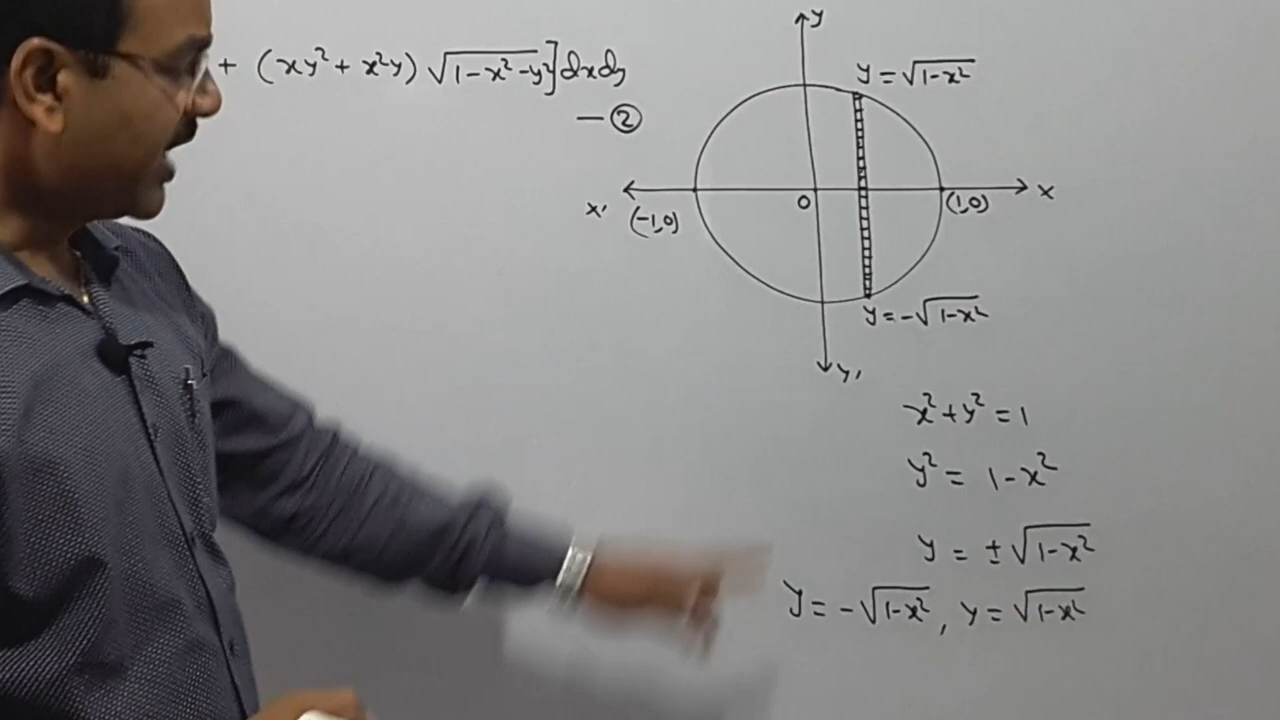 + (xy² + x²y) √(1-x²-y²)] dxdy
— ②
y
y = √(1-x²)
x'
(-1,0)
0
(1,0)
x
y = -√(1-x²)
y'
x² + y² = 1
y² = 1-x²
y = ± √(1-x²)
y = -√(1-x²), y = √(1-x²)